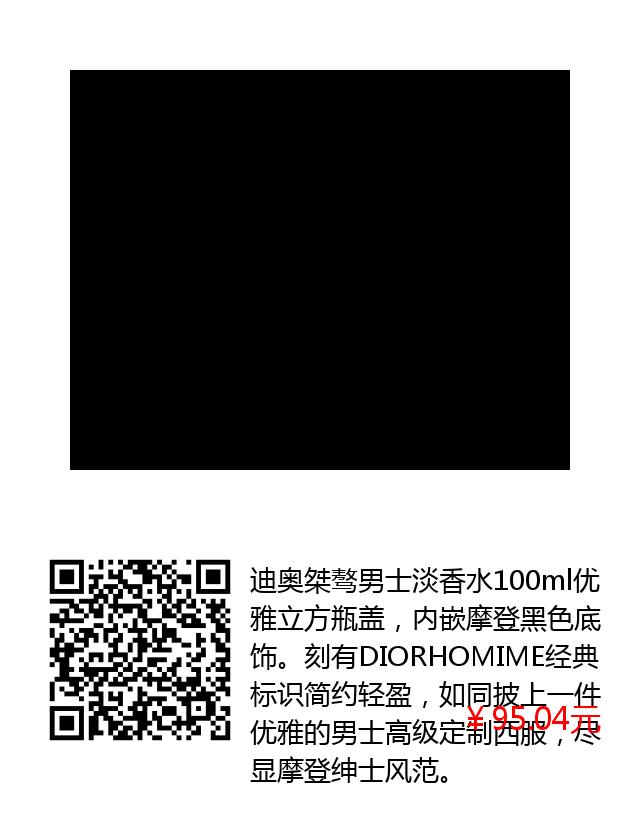 迪奥桀骜男士淡香水100ml优
雅立方瓶盖，内嵌摩登黑色底
饰。刻有DIORHOMIME经典
标识简约轻盈，如同披上一件
¥ 95.04元
优雅的男士高级定制西服，尽
显摩登绅士风范。